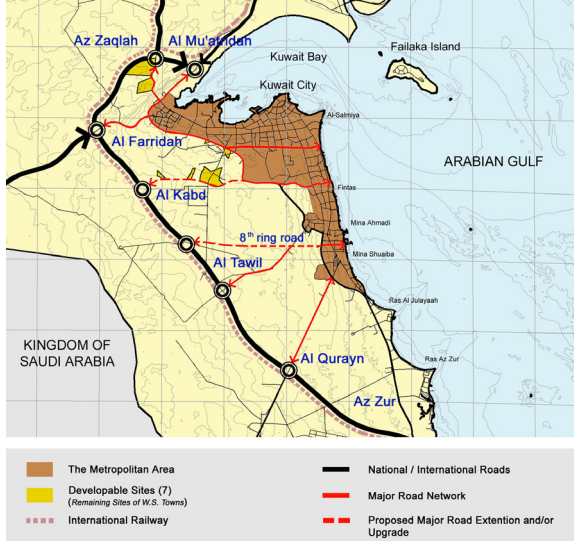 Az Zaqlah
Al Mu'afridah
Kuwait Bay
Failaka Island
Kuwait City
Al-Salmiya
Al Farridah
ARABIAN GULF
Al Kabd
Fintas
Mina Ahmadi
8th ring road
Mina Shuaiba
Al Tawil
Ras Al Julayaah
KINGDOM OF
SAUDI ARABIA
Al Qurayn
Ras Az Zur
Az Zur
The Metropolitan Area
Developable Sites (7)
(Remaining Sites of W.S. Towns)
International Railway
National / International Roads
Major Road Network
Proposed Major Road Extention and/or
Upgrade